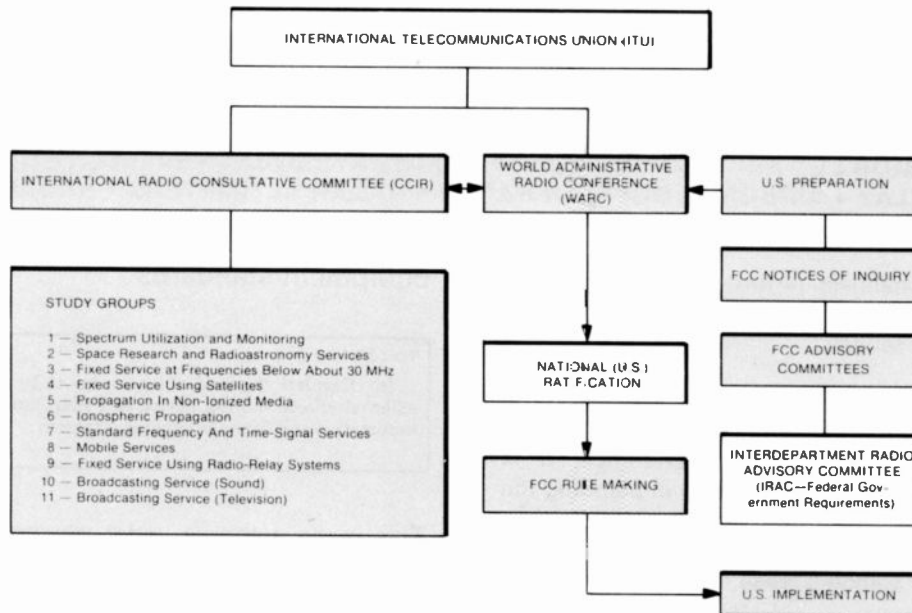 INTERNATIONAL TELECOMMUNICATIONS UNION (ITU)
INTERNATIONAL RADIO CONSULTATIVE COMMITTEE (CCIR)
WORLD ADMINISTRATIVE
RADIO CONFERENCE
(WARC)
U.S. PREPARATION
STUDY GROUPS
1 — Spectrum Utilization and Monitoring
2 — Space Research and Radioastronomy Services
3 — Fixed Service at Frequencies Below About 30 MHz
4 — Fixed Service Using Satellites
5 — Propagation In Non-Ionized Media
6 — Ionospheric Propagation
7 — Standard Frequency And Time-Signal Services
8 — Mobile Services
9 — Fixed Service Using Radio-Relay Systems
10 — Broadcasting Service (Sound)
11 — Broadcasting Service (Television)
NATIONAL (U.S.)
RATIFICATION
FCC RULE MAKING
FCC NOTICES OF INQUIRY
FCC ADVISORY
COMMITTEES
INTERDEPARTMENT RADIO
ADVISORY COMMITTEE
(IRAC—Federal Gov-
ernment Requirements)
U.S. IMPLEMENTATION